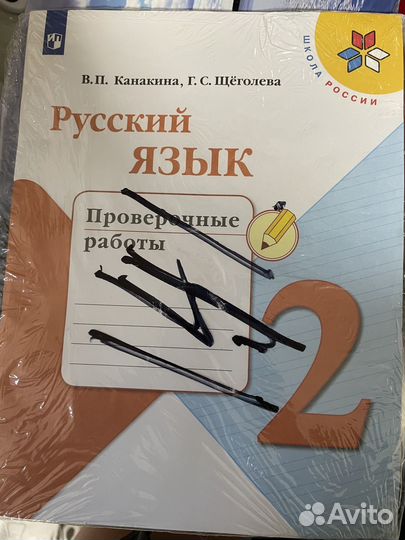 В.П. Канакина, Г.С. Щёголева
ШКОЛА РОССИИ
Русский
ЯЗЫК
Проверочные
работы
2
Avito